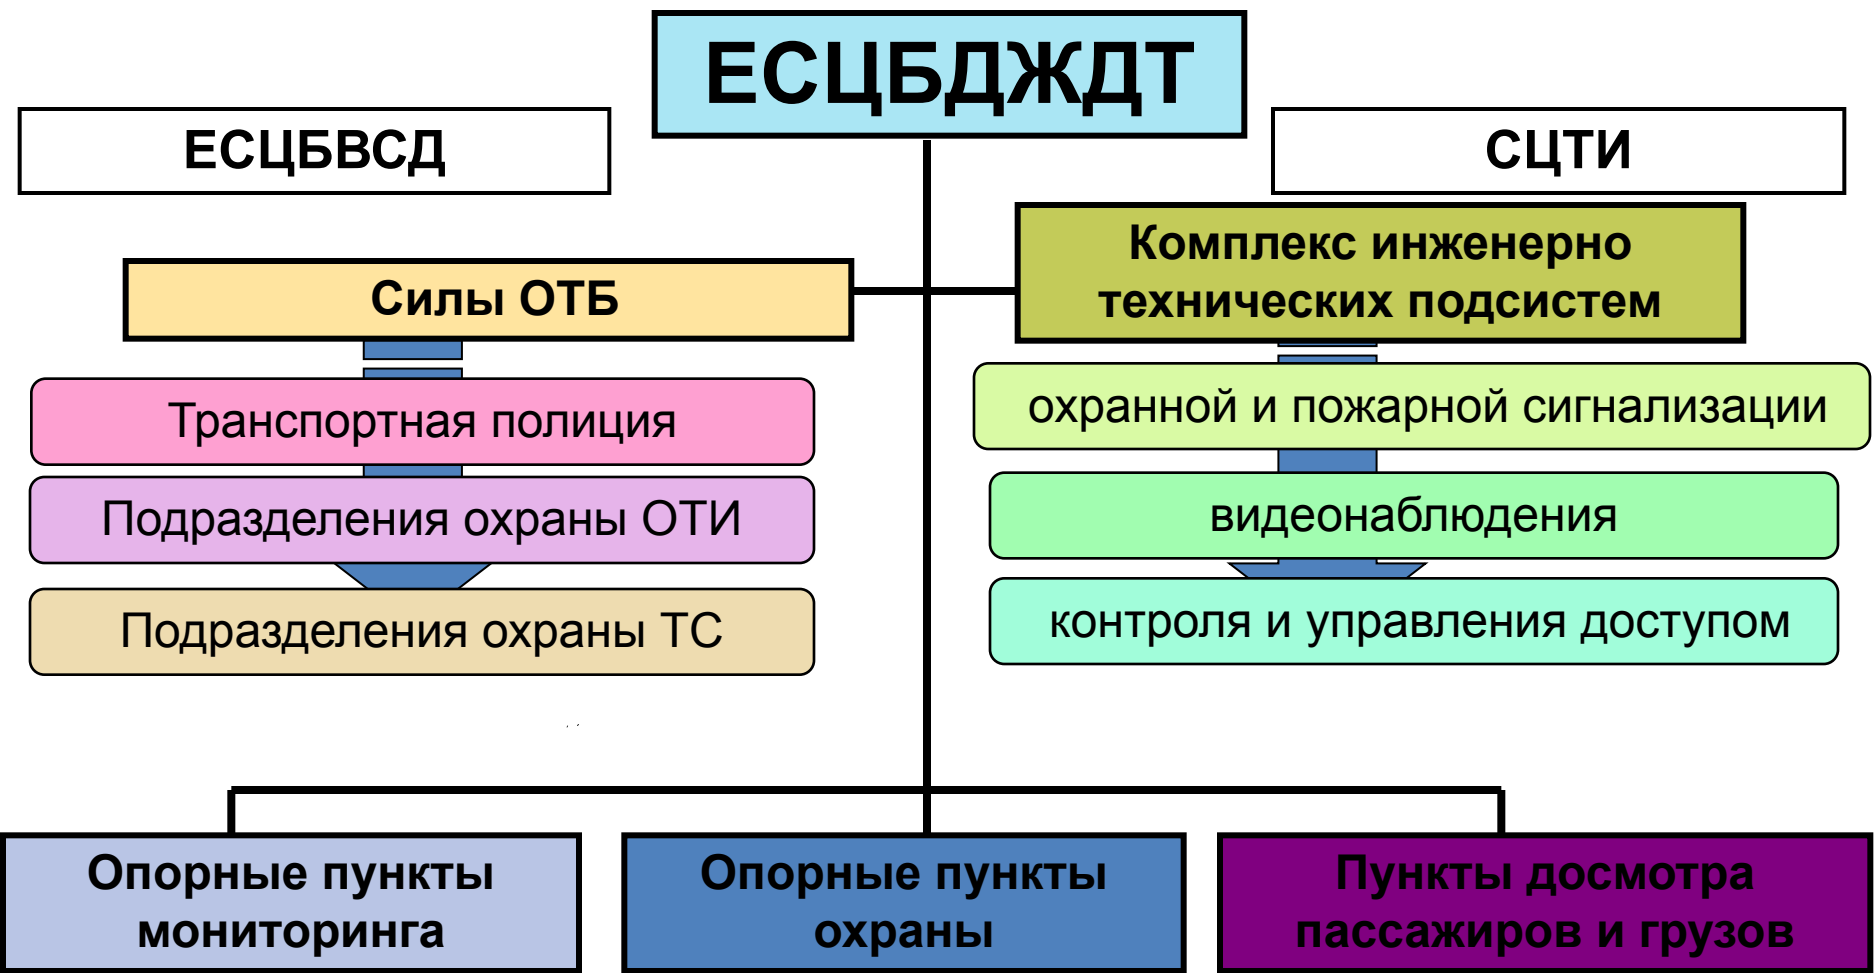 ЕСЦБДЖДТ
ЕСЦБВСД
СЦТИ
Силы ОТБ
Комплекс инженерно
технических подсистем
Транспортная полиция
Подразделения охраны ОТИ
Подразделения охраны ТС
охранной и пожарной сигнализации
видеонаблюдения
контроля и управления доступом
Опорные пункты
мониторинга
Опорные пункты
охраны
Пункты досмотра
пассажиров и грузов